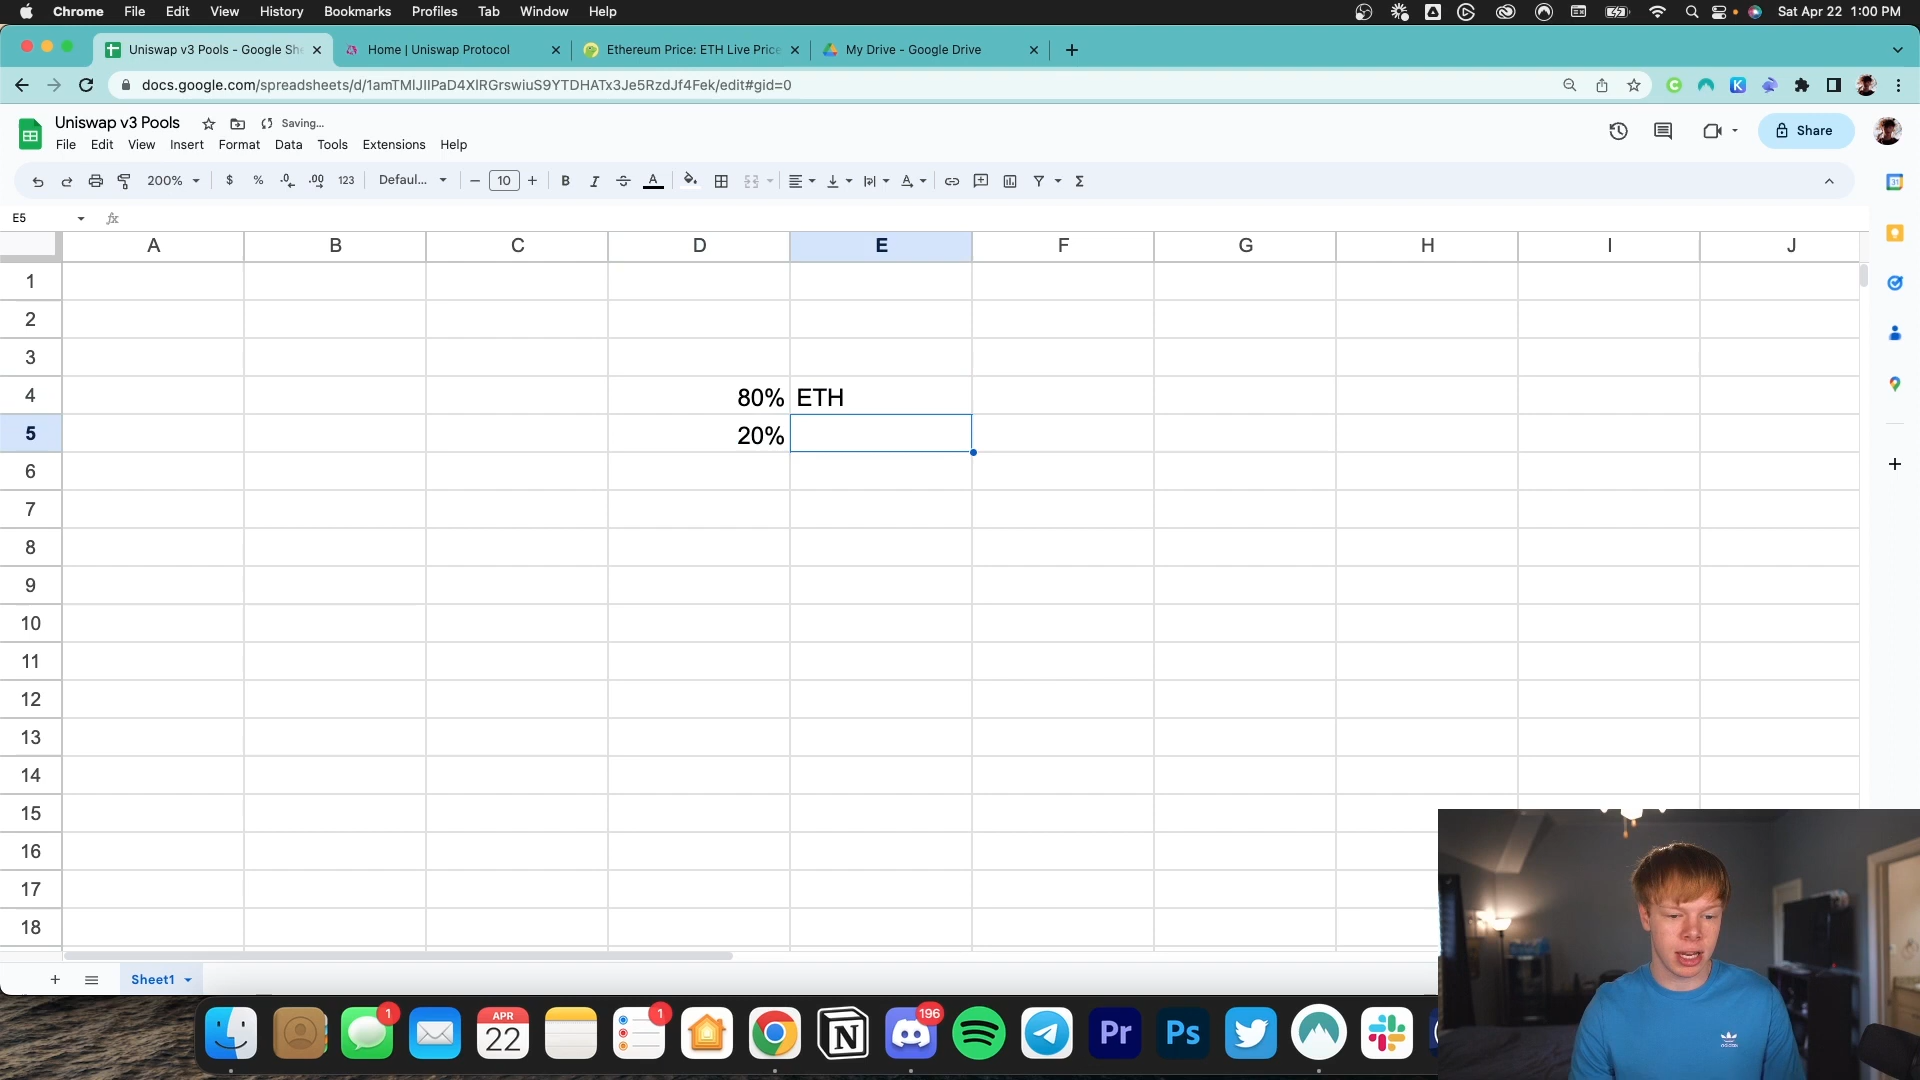 Chrome File Edit View History Bookmarks Profiles Tab Window Help Sat Apr 22 1:00 PM
Uniswap v3 Pools - Google She Home | Uniswap Protocol Ethereum Price: ETH Live Price My Drive - Google Drive
docs.google.com/spreadsheets/d/1amTMlJIIPaD4XIRGrswiuS9YTDHATx3Je5RzdJf4Fek/edit#gid=0
Uniswap v3 Pools Saving...
File Edit View Insert Format Data Tools Extensions Help
Share
200% $ % .0 .00 123 Defaul... 10 B I S A
E5 fx
A B C D E F G H I J
1
2
3
4 80% ETH
5 20%
6
7
8
9
10
11
12
13
14
15
16
17
18
Sheet1
1 APR 22 1 196 Pr Ps